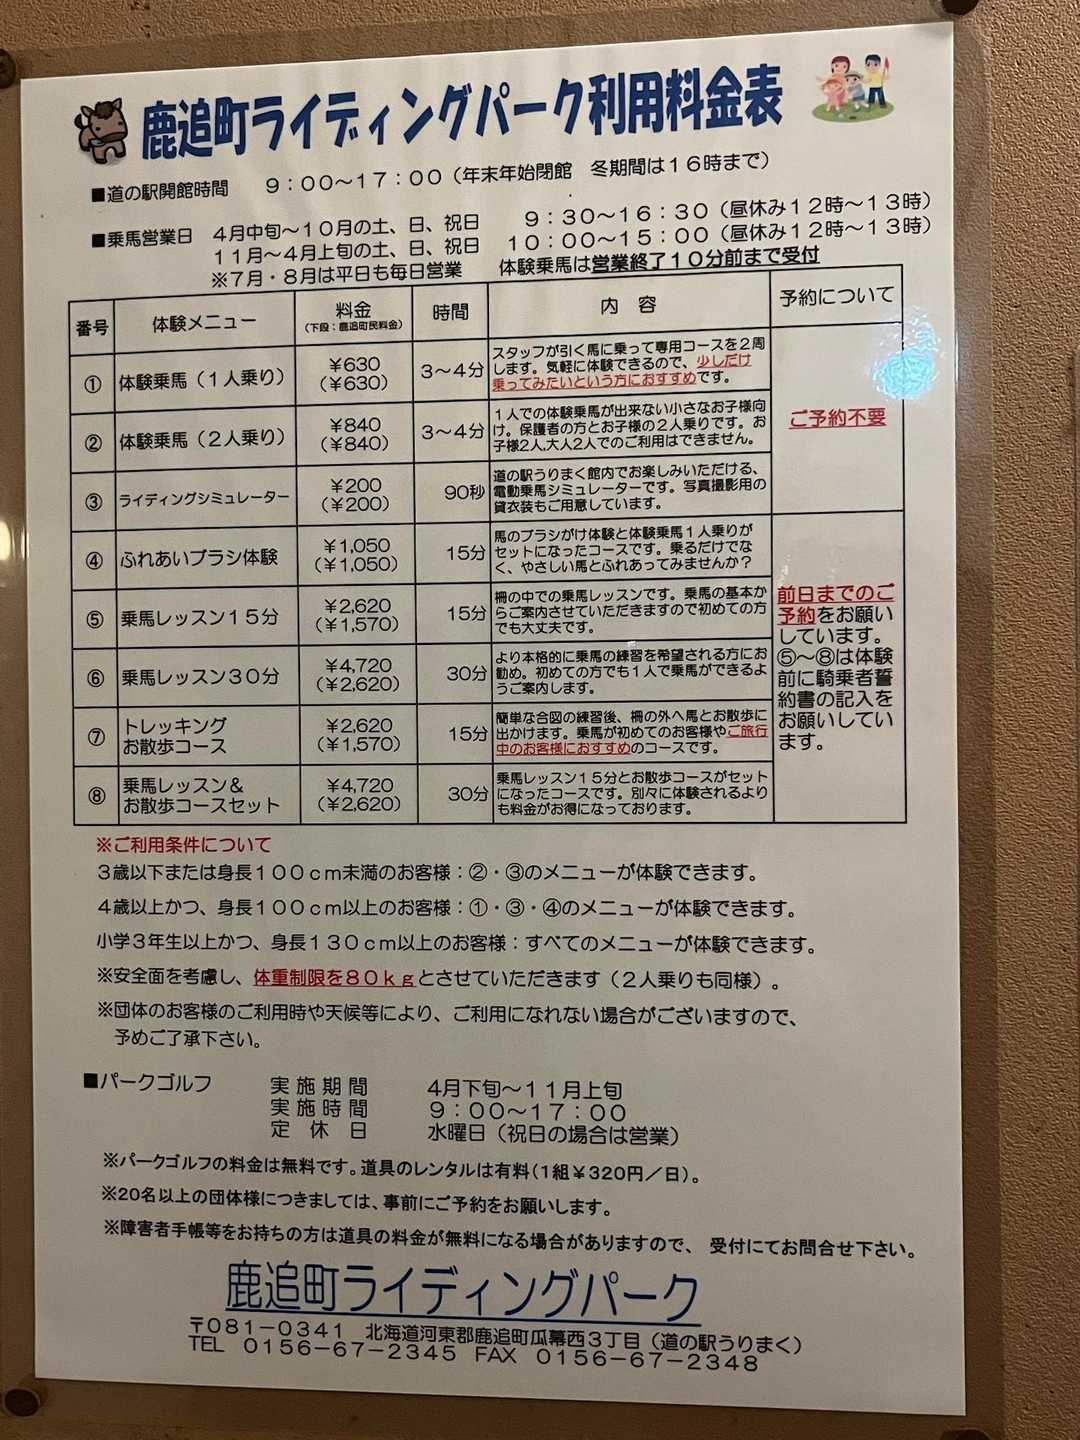 鹿追町ライディングパーク利用料金表
■道の駅開館時間　９：００～１７：００（年末年始閉館　冬期間は１６時まで）
■乗馬営業日　４月中旬～１０月の土、日、祝日　９：３０～１６：３０（昼休み１２時～１３時）
１１月～４月上旬の土、日、祝日　１０：００～１５：００（昼休み１２時～１３時）
※７月・８月は平日も毎日営業　体験乗馬は営業終了１０分前まで受付
番号　体験メニュー　料金　時間　内　容　予約について
（下段：鹿追町民料金）
①　体験乗馬（１人乗り）　￥630　３～４分
（￥630）
スタッフが引く馬に乗って専用コースを２周
します。気軽に体験できるので、少しだけ
乗ってみたいという方におすすめです。
②　体験乗馬（２人乗り）　￥840　３～４分
（￥840）
１人での体験乗馬が出来ない小さなお子様向
け。保護者の方とお子様の２人乗りです。お
子様2人,大人2人でのご利用はできません。
③　ライディングシミュレーター　￥200　90秒
（￥200）
道の駅うりまく館内でお楽しみいただける、
電動乗馬シミュレーターです。写真撮影用の
貸衣装もご用意しています。
ご予約不要
④　ふれあいブラシ体験　￥1,050　15分
（￥1,050）
馬のブラシがけ体験と体験乗馬１人乗りが
セットになったコースです。乗るだけでな
く、やさしい馬とふれあってみませんか？
⑤　乗馬レッスン１５分　￥2,620　15分
（￥1,570）
柵の中での乗馬レッスンです。乗馬の基本か
らご案内させていただきますので初めての方
でも大丈夫です。
⑥　乗馬レッスン３０分　￥4,720　30分
（￥2,620）
より本格的に乗馬の練習を希望される方にお
勧め。初めての方でも１人で乗馬ができるよ
うご案内します。
⑦　トレッキング　￥2,620　15分
お散歩コース　（￥1,570）
簡単な合図の練習後、柵の外へ馬とお散歩に
出かけます。乗馬が初めてのお客様やご旅行
中のお客様におすすめのコースです。
⑧　乗馬レッスン＆　￥4,720　30分
お散歩コースセット　（￥2,620）
乗馬レッスン１５分とお散歩コースがセット
になったコースです。別々に体験されるより
も料金がお得になっております。
前日までのご
予約をお願い
しています。
⑤～⑧は体験
前に騎乗者誓
約書の記入を
お願いしてい
ます。
※ご利用条件について
３歳以下または身長１００ｃｍ未満のお客様：②・③のメニューが体験できます。
４歳以上かつ、身長１００ｃｍ以上のお客様：①・③・④のメニューが体験できます。
小学３年生以上かつ、身長１３０ｃｍ以上のお客様：すべてのメニューが体験できます。
※安全面を考慮し、体重制限を８０ｋｇとさせていただきます（２人乗りも同様）。
※団体のお客様のご利用時や天候等により、ご利用になれない場合がございますので、
予めご了承下さい。
■パークゴルフ　実施期間　４月下旬～１１月上旬
実施時間　９：００～１７：００
定休日　水曜日（祝日の場合は営業）
※パークゴルフの料金は無料です。道具のレンタルは有料（1組￥320円／日）。
※20名以上の団体様につきましては、事前にご予約をお願いします。
※障害者手帳等をお持ちの方は道具の料金が無料になる場合がありますので、　受付にてお問合せ下さい。
鹿追町ライディングパーク
〒０８１－０３４１　北海道河東郡鹿追町瓜幕西３丁目（道の駅うりまく）
TEL　０１５６－６７－２３４５　FAX　０１５６－６７－２３４８